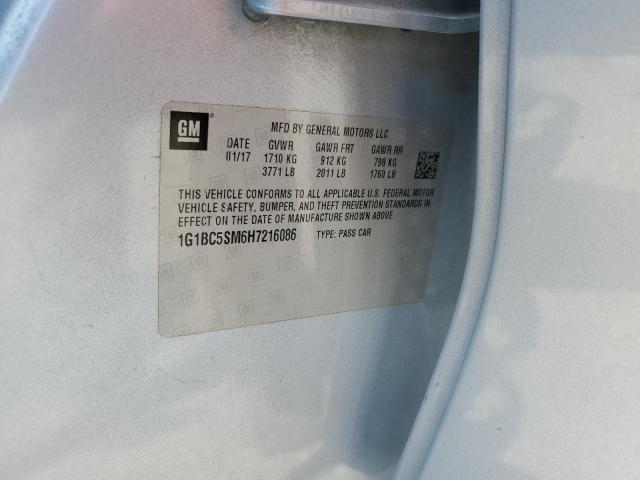 GM
MFD BY GENERAL MOTORS LLC
DATE GVWR GAWR FRT GAWR RR
01/17 1710 KG 912 KG 798 KG
3771 LB 2011 LB 1760 LB
THIS VEHICLE CONFORMS TO ALL APPLICABLE U.S. FEDERAL MOTOR
VEHICLE SAFETY, BUMPER, AND THEFT PREVENTION STANDARDS IN
EFFECT ON THE DATE OF MANUFACTURE SHOWN ABOVE.
1G1BC5SM6H7216086 TYPE: PASS CAR